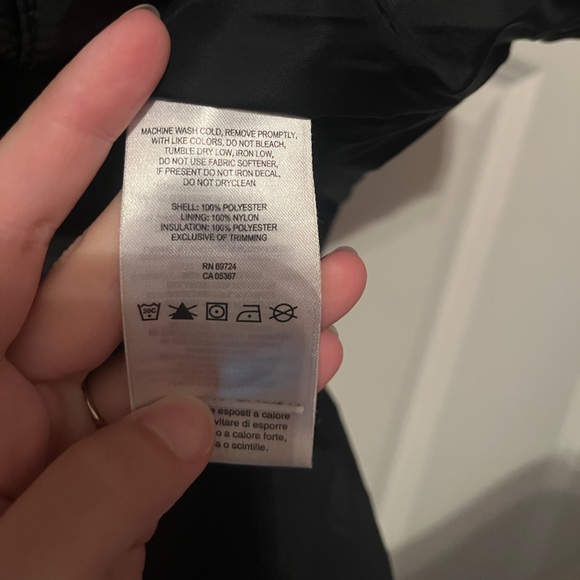 MACHINE WASH COLD, REMOVE PROMPTLY,
WITH LIKE COLORS, DO NOT BLEACH,
TUMBLE DRY LOW, IRON LOW,
DO NOT USE FABRIC SOFTENER,
IF PRESENT DO NOT IRON DECAL,
DO NOT DRYCLEAN
SHELL: 100% POLYESTER
LINING: 100% NYLON
INSULATION: 100% POLYESTER
EXCLUSIVE OF TRIMMING
RN 69724
CA 05367
30C
esposti a calore
vitare di esporre
o a calore forte,
o scintille.